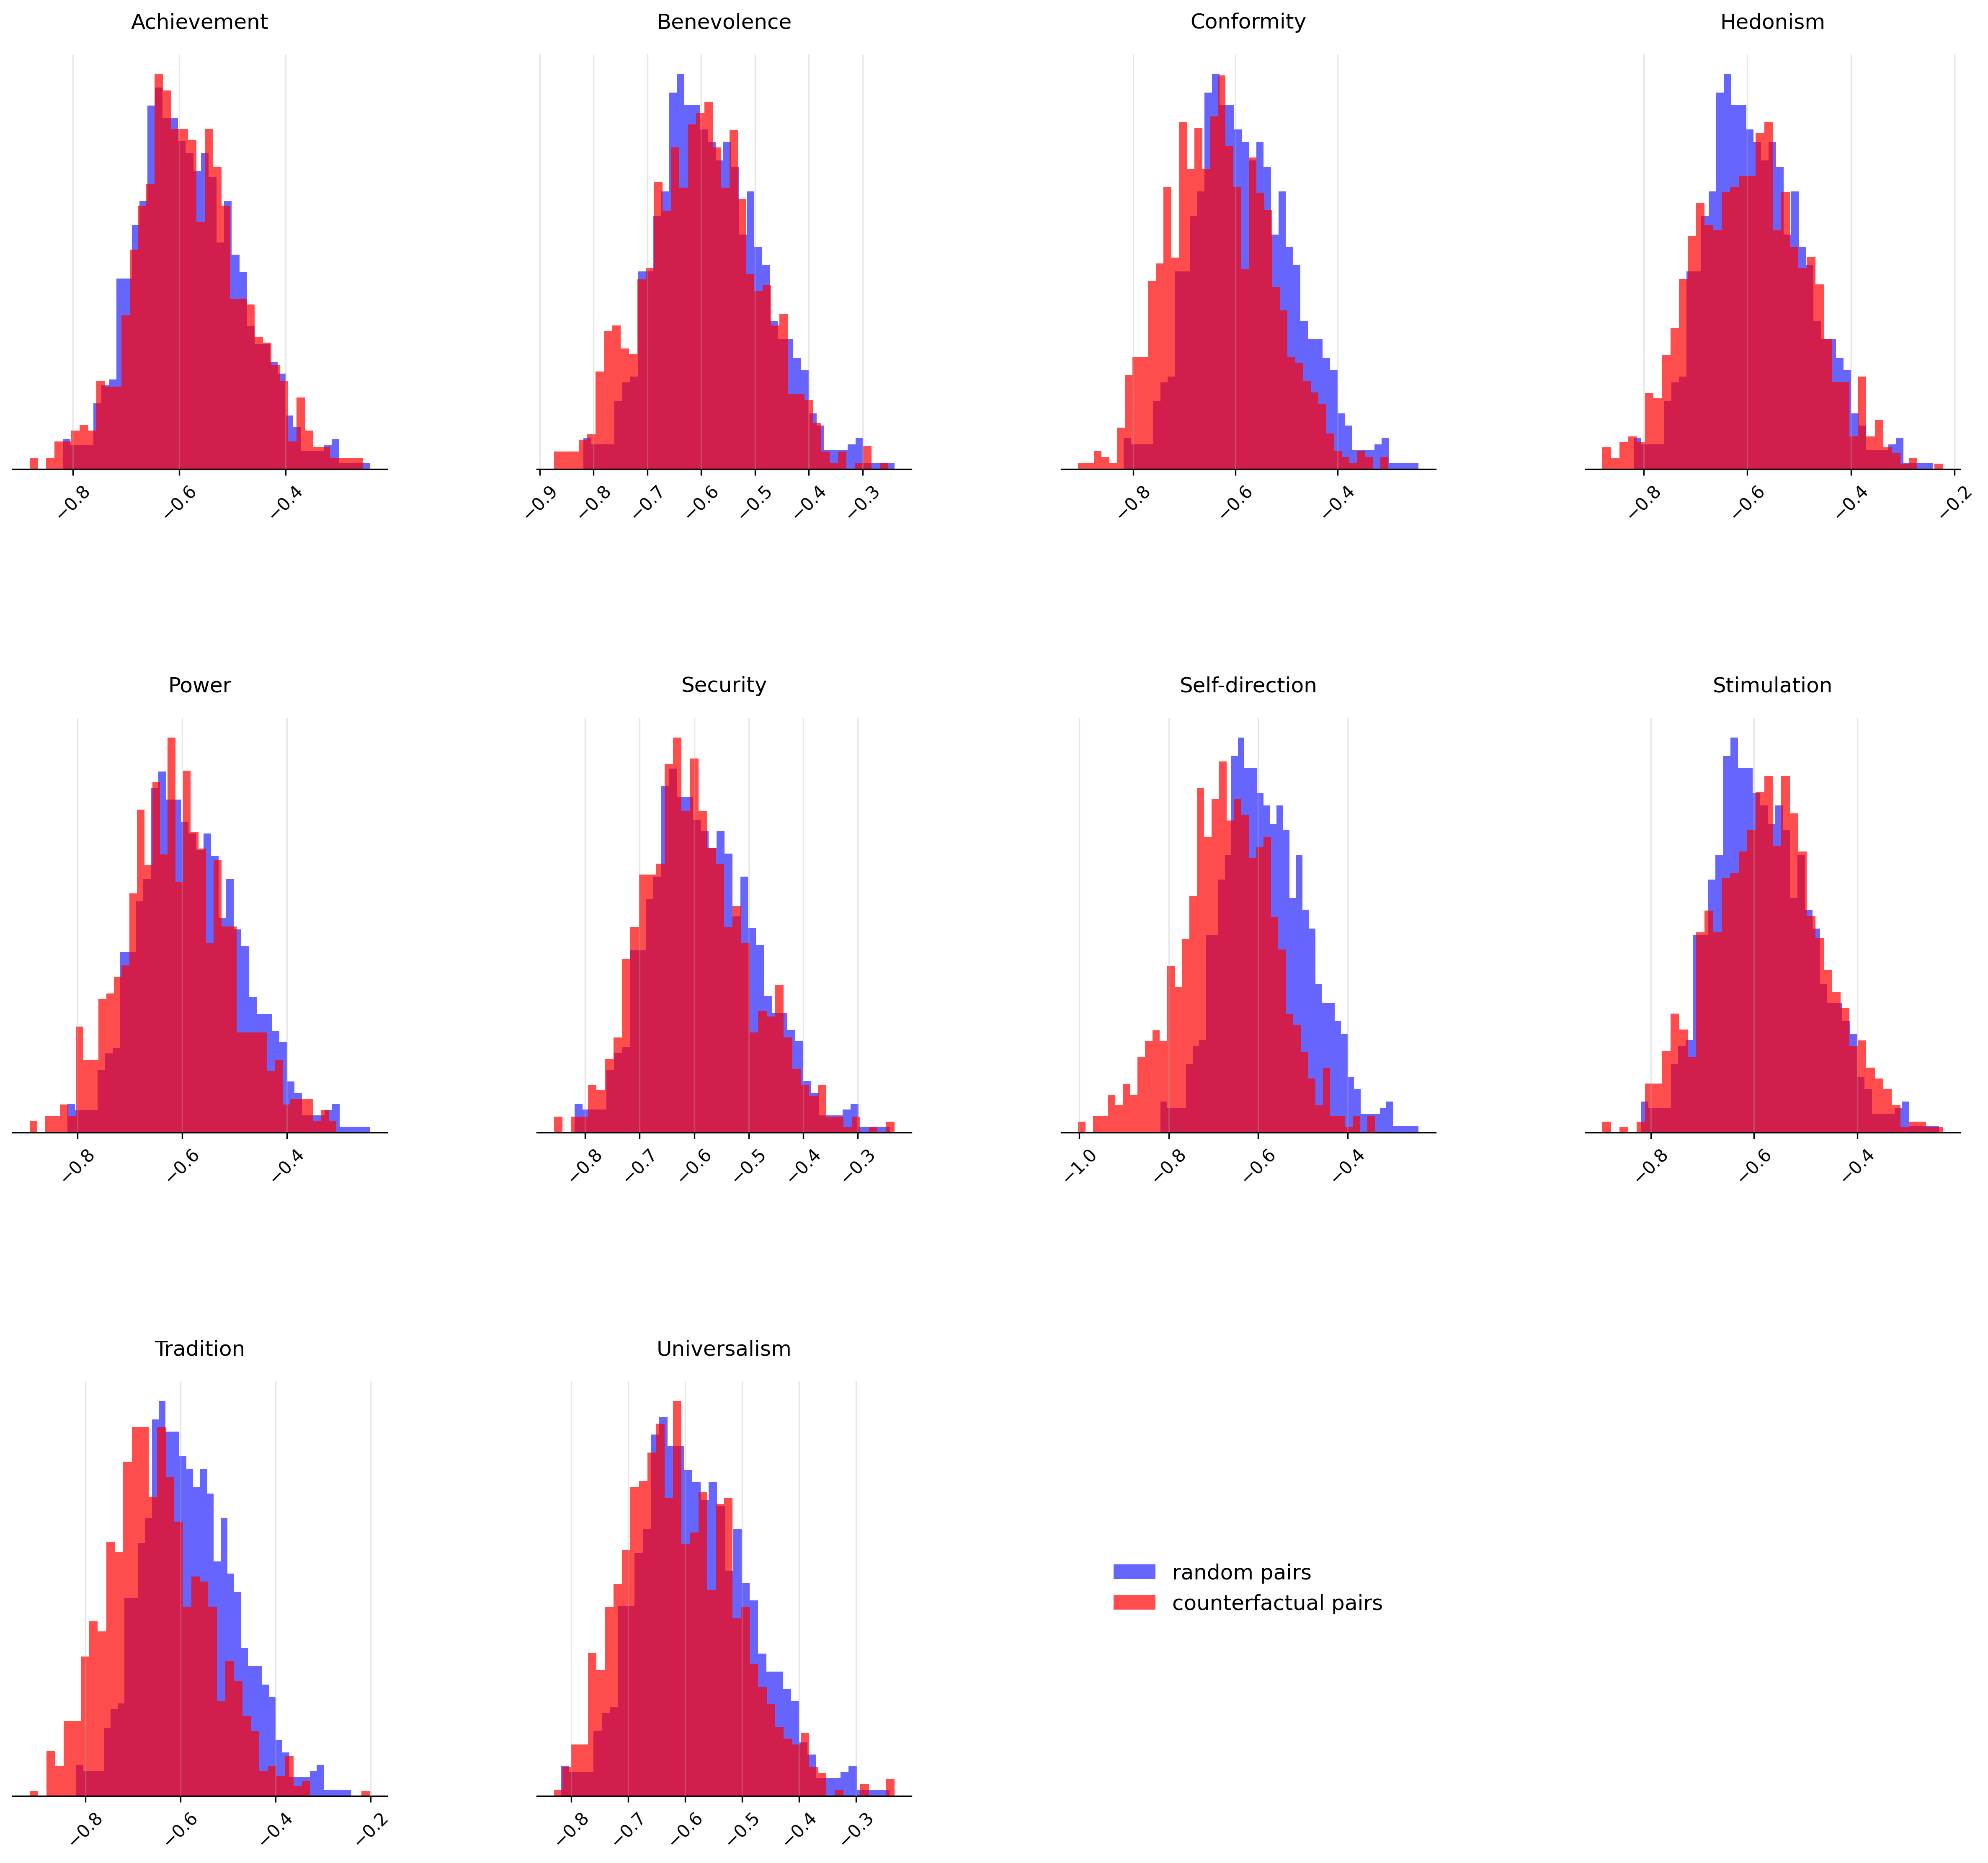 Achievement
Benevolence
Conformity
Hedonism
−0.8 −0.6 −0.4
−0.9 −0.8 −0.7 −0.6 −0.5 −0.4 −0.3
−0.8 −0.6 −0.4
−0.8 −0.6 −0.4 −0.2
Power
Security
Self-direction
Stimulation
−0.8 −0.6 −0.4
−0.8 −0.7 −0.6 −0.5 −0.4 −0.3
−1.0 −0.8 −0.6 −0.4
−0.8 −0.6 −0.4
Tradition
Universalism
random pairs
counterfactual pairs
−0.8 −0.6 −0.4 −0.2
−0.8 −0.7 −0.6 −0.5 −0.4 −0.3